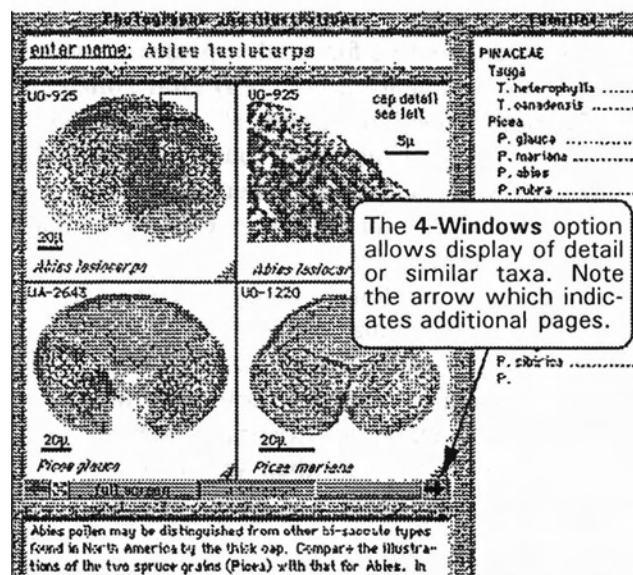 Photographs and Illustrations
Families
enter name: Abies lasiocarpa
UO-925
UO-925
cap detail
see left
5μ
20μ
Abies lasiocarpa
Abies lasiocar
UA-2643
UO-1220
20μ
20μ
Picea glauca
Picea mariana
full screen
PINACEAE
Tsuga
T. heterophylla
T. canadensis
Picea
P. glauca
P. mariana
P. abies
P. rubra
The 4-Windows option
allows display of detail
or similar taxa. Note
the arrow which indic-
ates additional pages.
P. sibirica
P.
Abies pollen may be distinguished from other bi-saccate types
found in North America by the thick cap. Compare the illustra-
tions of the two spruce grains (Picea) with that for Abies. In